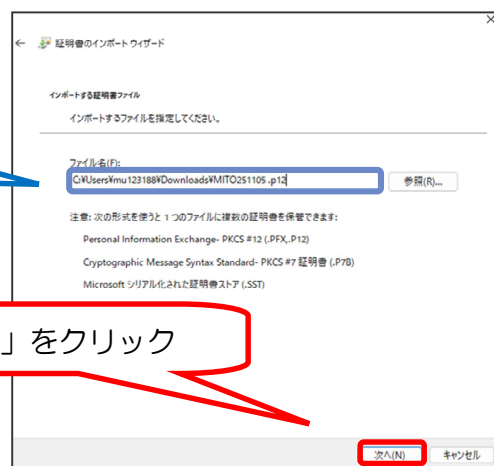 ×
← 証明書のインポート ウィザード
インポートする証明書ファイル
インポートするファイルを指定してください。
ファイル名(F):
C:¥Users¥mu123188¥Downloads¥MITO251105 .p12
参照(R)...
注意: 次の形式を使うと 1 つのファイルに複数の証明書を保管できます:
Personal Information Exchange- PKCS #12 (.PFX,.P12)
Cryptographic Message Syntax Standard- PKCS #7 証明書 (.P7B)
Microsoft シリアル化された証明書ストア (.SST)
」をクリック
次へ(N)
キャンセル